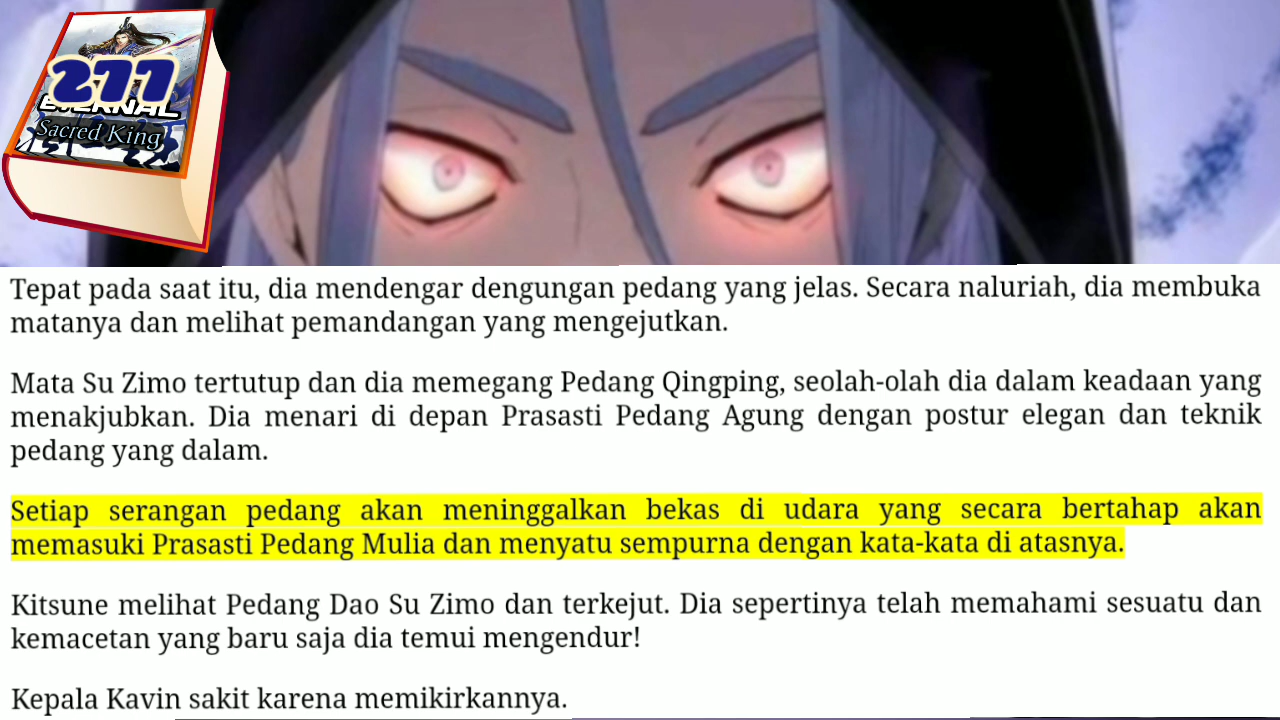 277
ETERNAL
Sacred King
Tepat pada saat itu, dia mendengar dengungan pedang yang jelas. Secara naluriah, dia membuka
matanya dan melihat pemandangan yang mengejutkan.
Mata Su Zimo tertutup dan dia memegang Pedang Qingping, seolah-olah dia dalam keadaan yang
menakjubkan. Dia menari di depan Prasasti Pedang Agung dengan postur elegan dan teknik
pedang yang dalam.
Setiap serangan pedang akan meninggalkan bekas di udara yang secara bertahap akan
memasuki Prasasti Pedang Mulia dan menyatu sempurna dengan kata-kata di atasnya.
Kitsune melihat Pedang Dao Su Zimo dan terkejut. Dia sepertinya telah memahami sesuatu dan
kemacetan yang baru saja dia temui mengendur!
Kepala Kavin sakit karena memikirkannya.